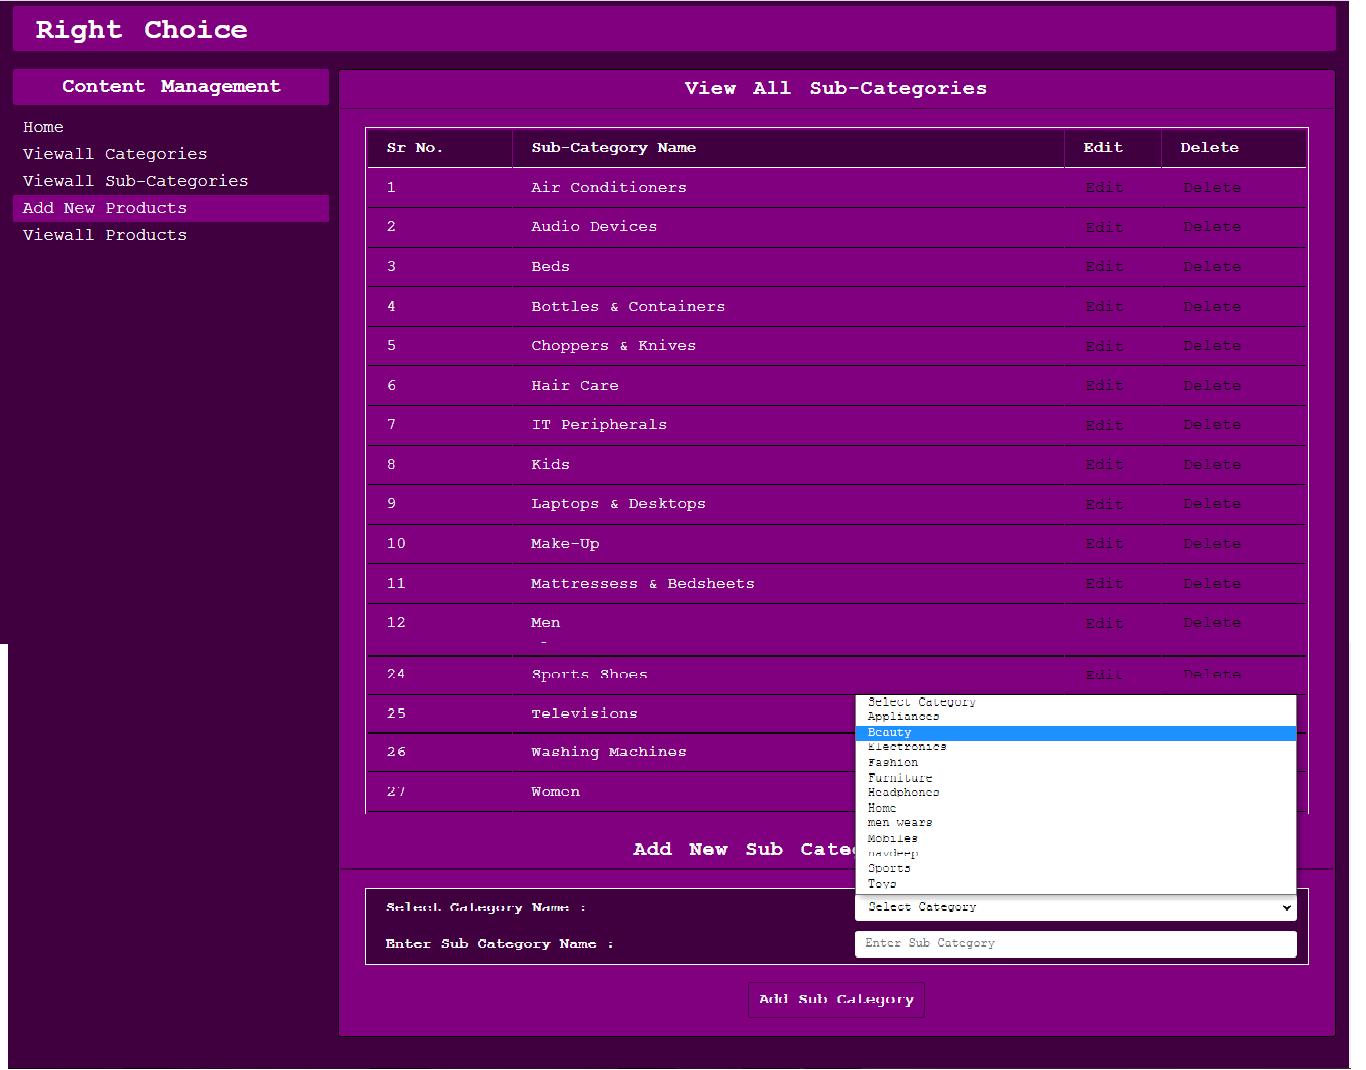 Right Choice
Content Management
Home
Viewall Categories
Viewall Sub-Categories
Add New Products
Viewall Products
View All Sub-Categories
Sr No. Sub-Category Name Edit Delete
1 Air Conditioners Edit Delete
2 Audio Devices Edit Delete
3 Beds Edit Delete
4 Bottles & Containers Edit Delete
5 Choppers & Knives Edit Delete
6 Hair Care Edit Delete
7 IT Peripherals Edit Delete
8 Kids Edit Delete
9 Laptops & Desktops Edit Delete
10 Make-Up Edit Delete
11 Mattressess & Bedsheets Edit Delete
12 Men Edit Delete
24 Sports Shoes Edit Delete
25 Televisions
26 Washing Machines
27 Women
Select Category
Appliances
Beauty
Electronics
Fashion
Furniture
Headphones
Home
men wears
Mobiles
navdeep
Sports
Toys
Add New Sub Cate
Select Category Name : Select Category
Enter Sub Category Name : Enter Sub Category
Add Sub Category